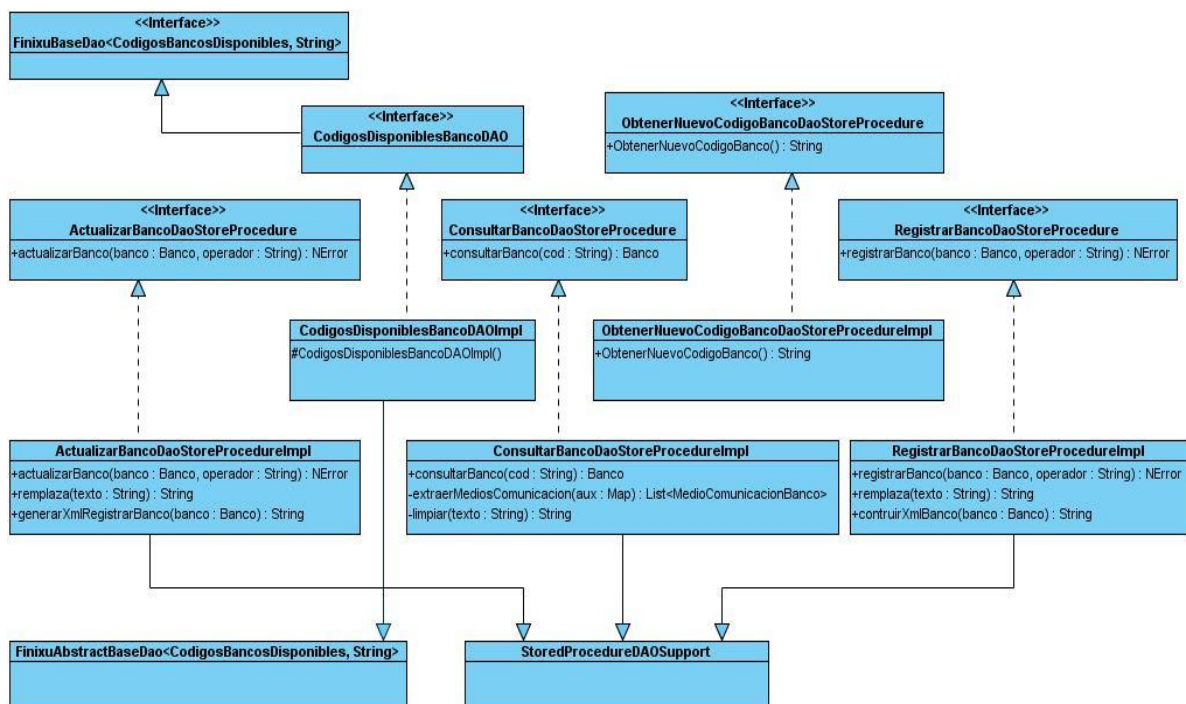 <<Interface>>
FinixuBaseDao<CodigosBancosDisponibles, String>
<<Interface>>
CodigosDisponiblesBancoDAO
<<Interface>>
ObtenerNuevoCodigoBancoDaoStoreProcedure
+ObtenerNuevoCodigoBanco() : String
<<Interface>>
ActualizarBancoDaoStoreProcedure
+actualizarBanco(banco : Banco, operador : String) : NError
<<Interface>>
ConsultarBancoDaoStoreProcedure
+consultarBanco(cod : String) : Banco
<<Interface>>
RegistrarBancoDaoStoreProcedure
+registrarBanco(banco : Banco, operador : String) : NError
CodigosDisponiblesBancoDAOImpl
#CodigosDisponiblesBancoDAOImpl()
ObtenerNuevoCodigoBancoDaoStoreProcedureImpl
+ObtenerNuevoCodigoBanco() : String
ActualizarBancoDaoStoreProcedureImpl
+actualizarBanco(banco : Banco, operador : String) : NError
+remplaza(texto : String) : String
+generarXmlRegistrarBanco(banco : Banco) : String
ConsultarBancoDaoStoreProcedureImpl
+consultarBanco(cod : String) : Banco
-extraerMediosComunicacion(aux : Map) : List<MedioComunicacionBanco>
-limpiar(texto : String) : String
RegistrarBancoDaoStoreProcedureImpl
+registrarBanco(banco : Banco, operador : String) : NError
+remplaza(texto : String) : String
+contruirXmlBanco(banco : Banco) : String
FinixuAbstractBaseDao<CodigosBancosDisponibles, String>
StoredProcedureDAOSupport